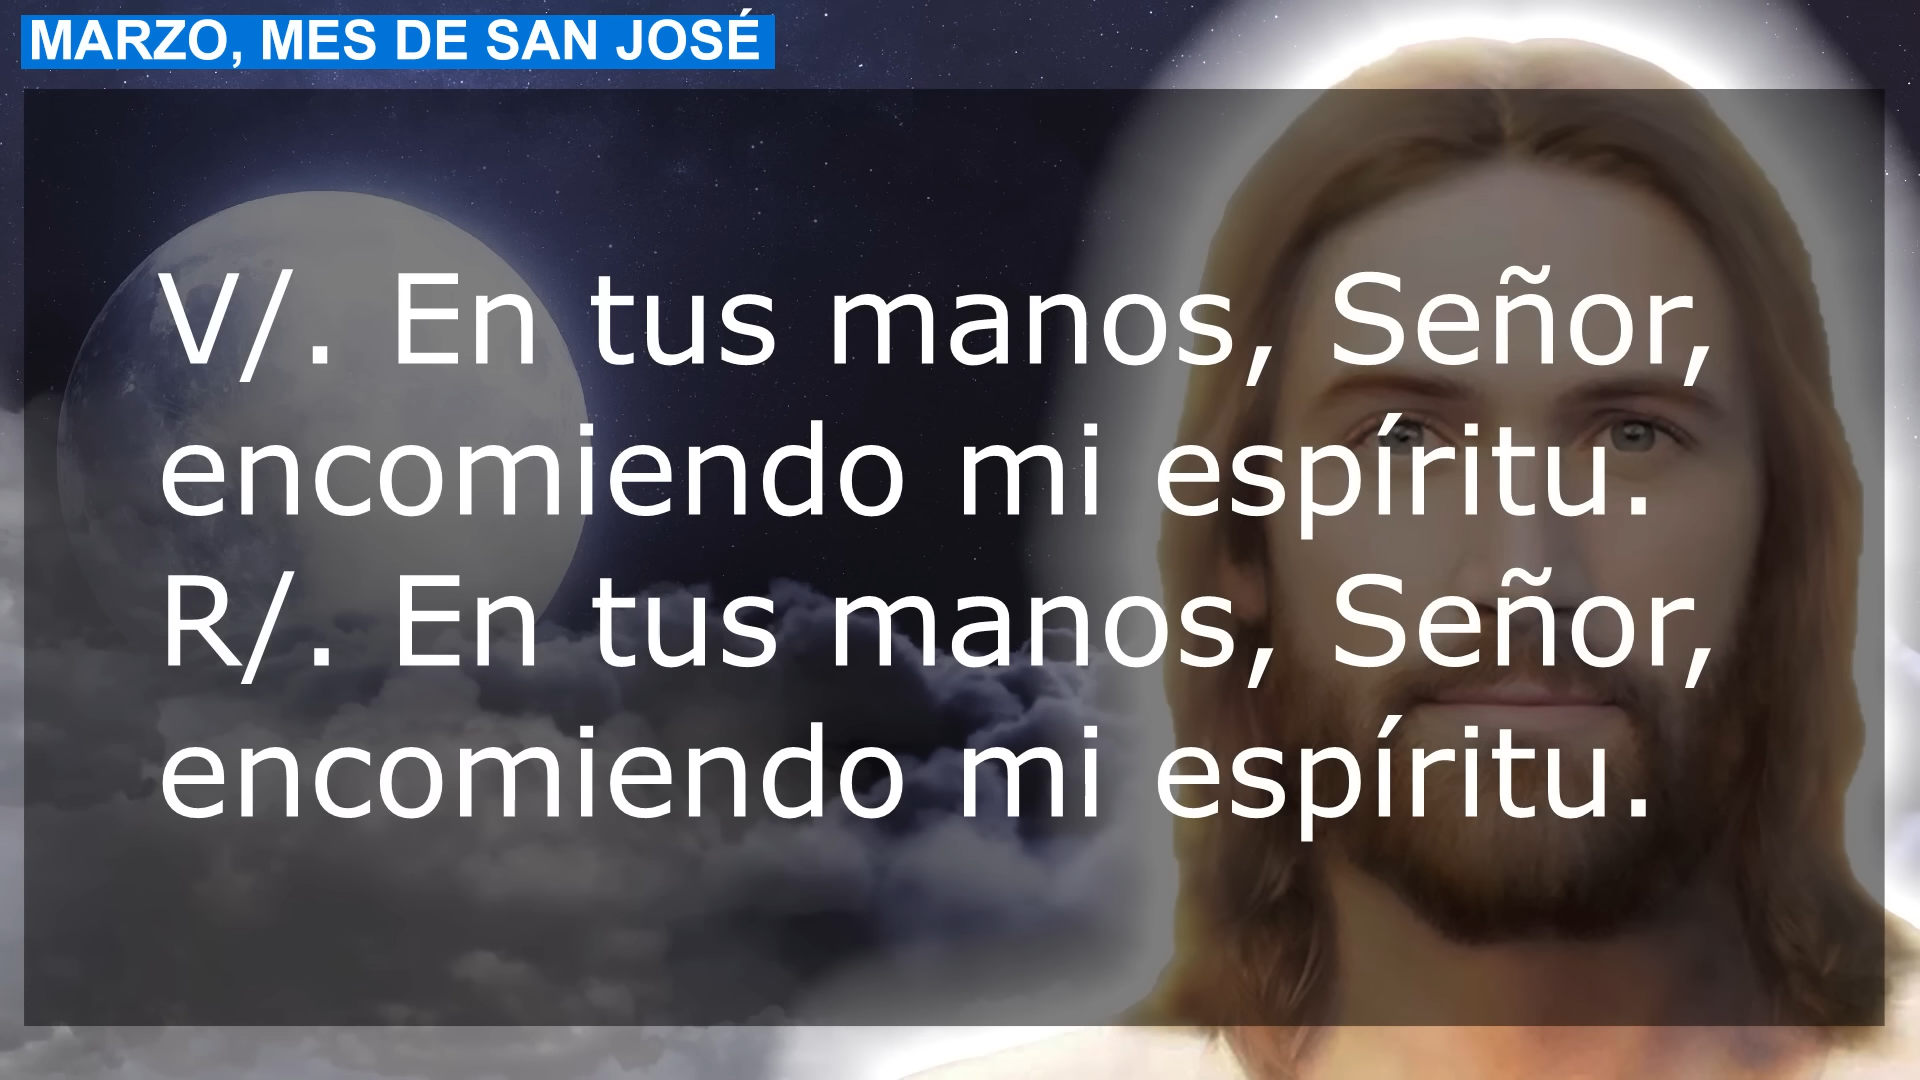 MARZO, MES DE SAN JOSÉ
V/. En tus manos, Señor,
encomiendo mi espíritu.
R/. En tus manos, Señor,
encomiendo mi espíritu.